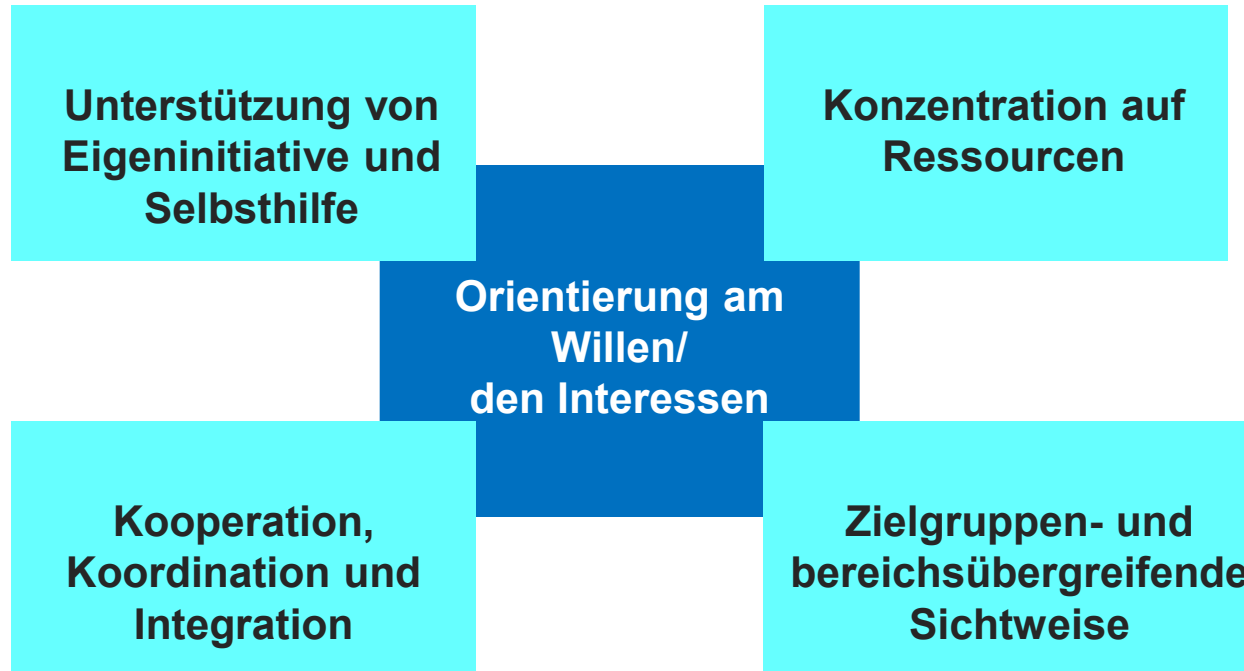 Unterstützung von
Eigeninitiative und
Selbsthilfe
Konzentration auf
Ressourcen
Orientierung am
Willen/
den Interessen
Kooperation,
Koordination und
Integration
Zielgruppen- und
bereichsübergreifende
Sichtweise